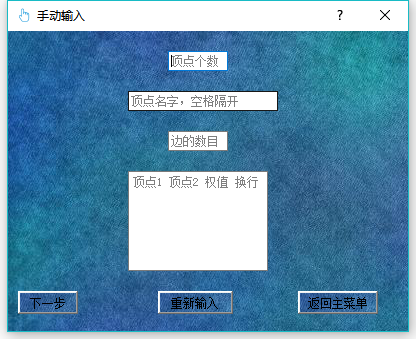 手动输入
顶点个数
顶点名字，空格隔开
边的数目
顶点1 顶点2 权值 换行
下一步 重新输入 返回主菜单